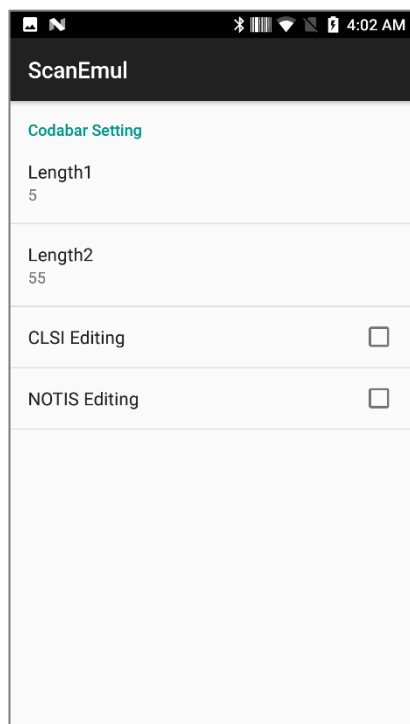 4:02 AM
ScanEmul
Codabar Setting
Length1
5
Length2
55
CLSI Editing
NOTIS Editing